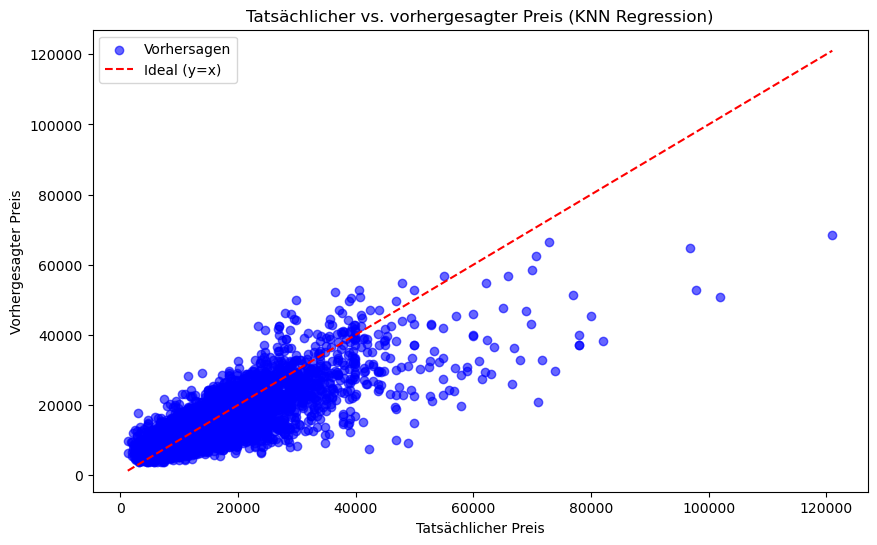 Tatsächlicher vs. vorhergesagter Preis (KNN Regression)
Vorhersagen
Ideal (y=x)
120000
100000
80000
60000
40000
20000
0
Vorhergesagter Preis
0 20000 40000 60000 80000 100000 120000
Tatsächlicher Preis